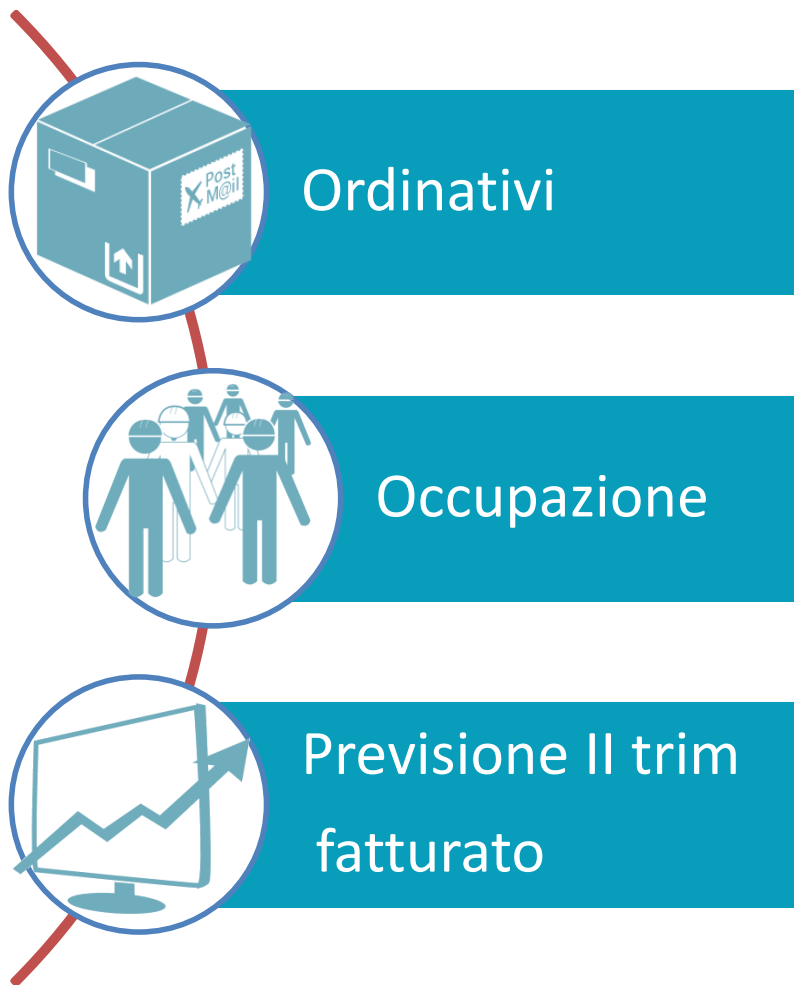 Post
M@il
Ordinativi
Occupazione
Previsione II trim
fatturato